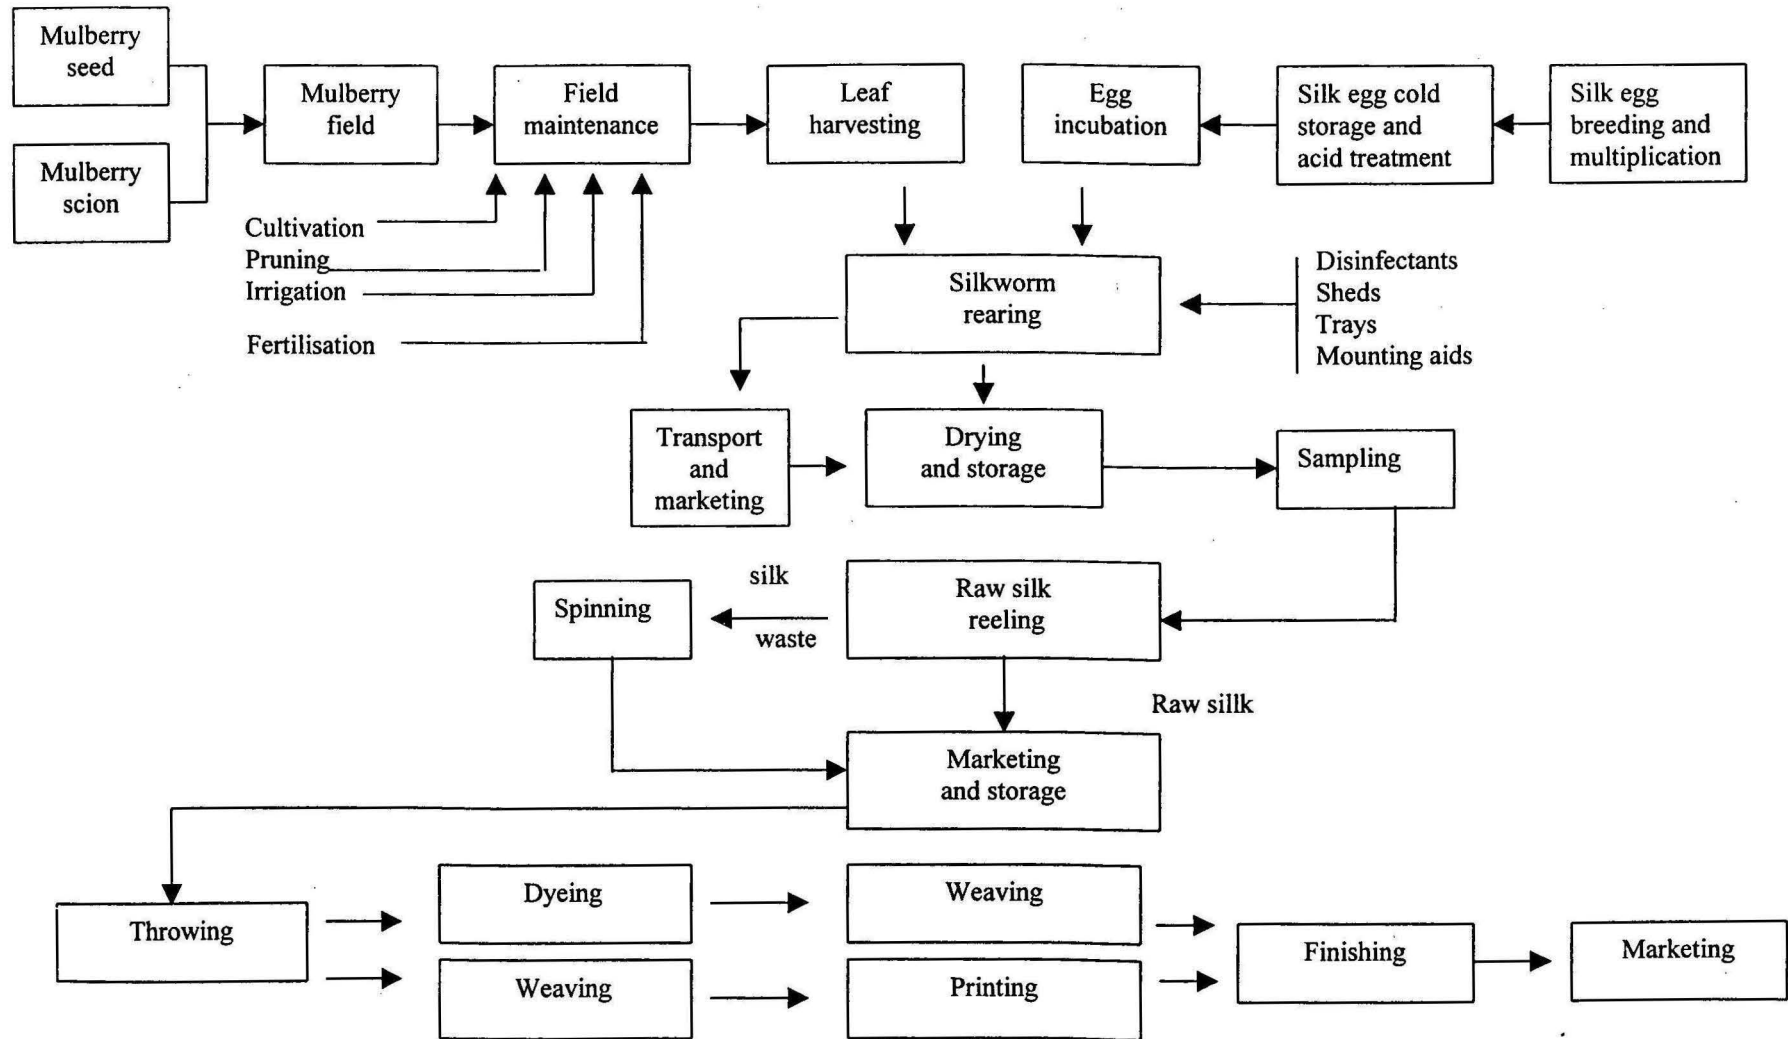 Mulberry
seed
Mulberry
scion
Mulberry
field
Field
maintenance
Leaf
harvesting
Egg
incubation
Silk egg cold
storage and
acid treatment
Silk egg
breeding and
multiplication
Cultivation
Pruning
Irrigation
Fertilisation
Silkworm
rearing
Disinfectants
Sheds
Trays
Mounting aids
Transport
and
marketing
Drying
and storage
Sampling
Spinning
silk
waste
Raw silk
reeling
Raw sillk
Marketing
and storage
Throwing
Dyeing
Weaving
Weaving
Printing
Finishing
Marketing